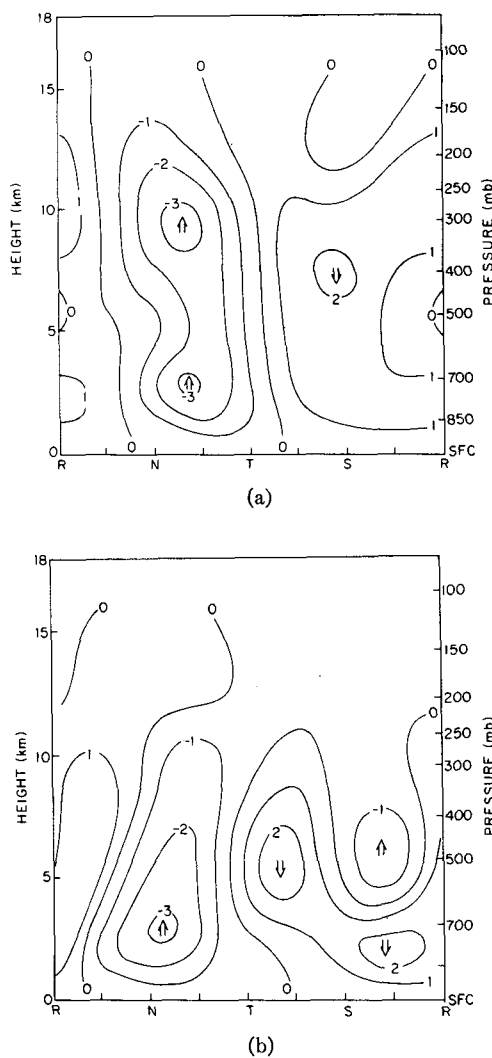 18
100
0 0 0 0
15
150
-1 1
200
-2
250
-3
10 300
1
HEIGHT (km)
PRESSURE (mb)
400
2
0 0 500
5
-3 1 700
1 850
0 0 0 SFC
R N T S R
(a)
18
100
0 0
15
150
200
0
250
1 -1
10 300
HEIGHT (km)
PRESSURE (mb)
-1
2 400
-2
500
5
-3 700
2 1
0 0 0 SFC
R N T S R
(b)